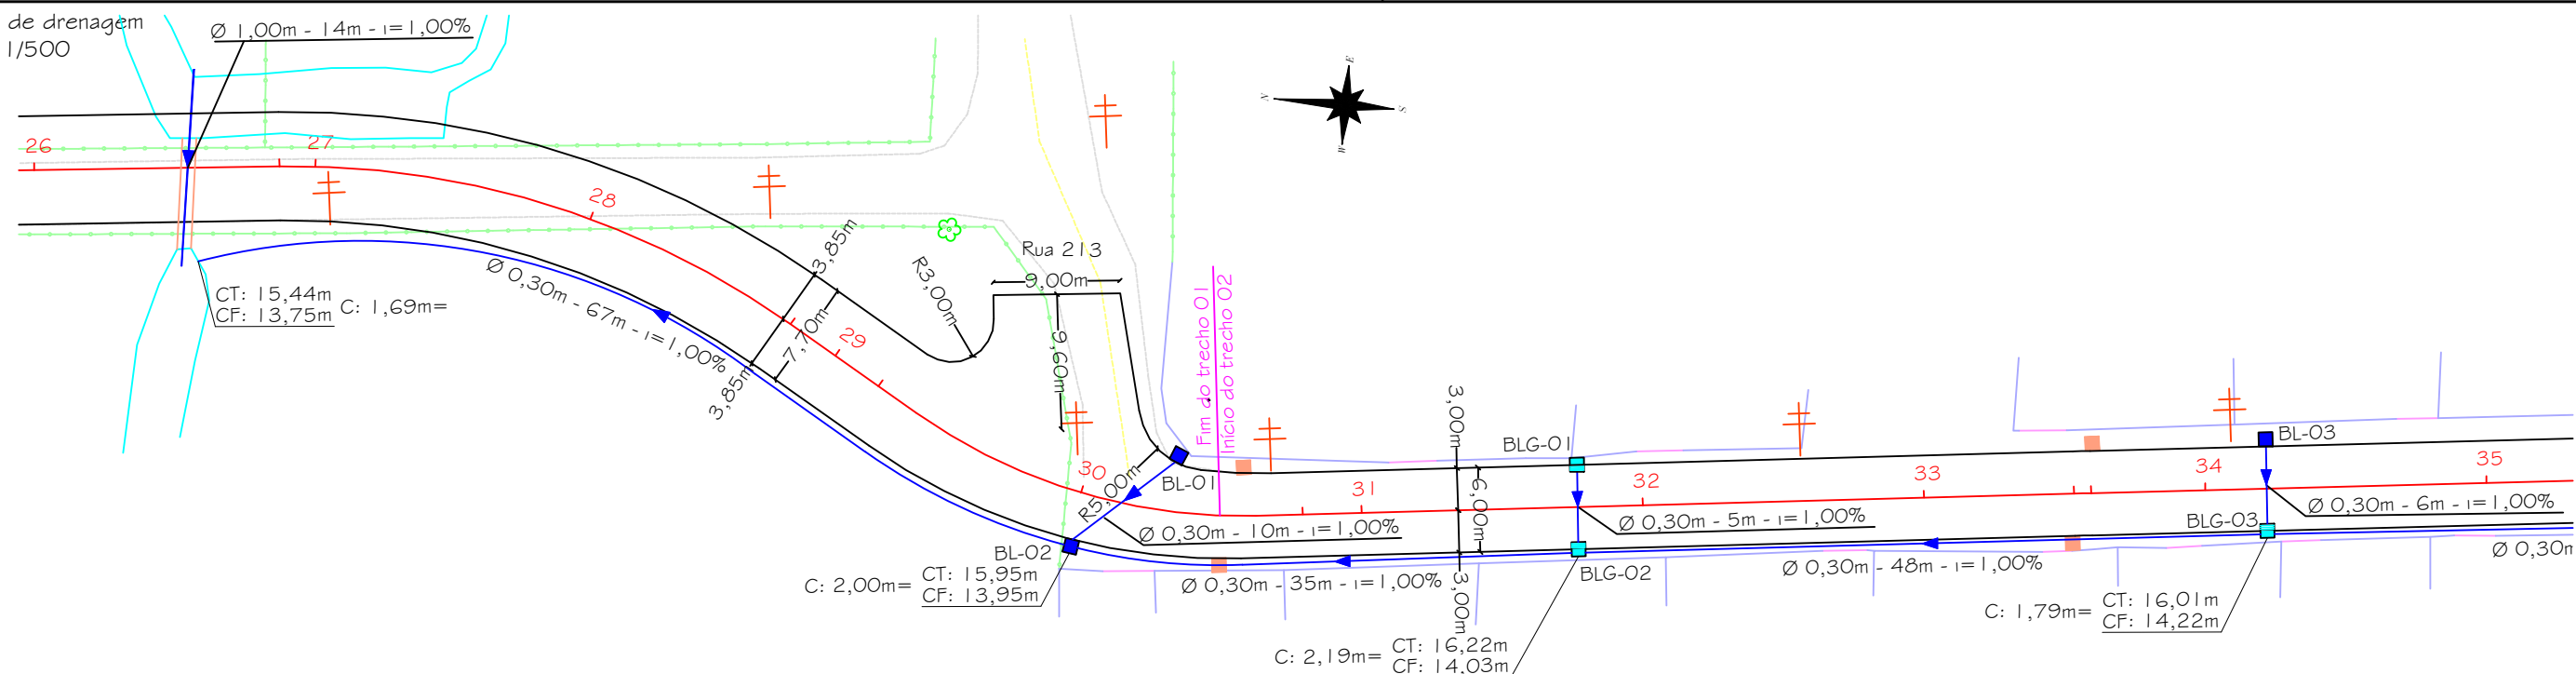 de drenagem
1/500
Ø 1,00m - 14m - i=1,00%
26
27
28
29
30
31
32
33
34
35
N
E
S
W
CT: 15,44m
CF: 13,75m
C: 1,69m=
Ø 0,30m - 67m - i=1,00%
3,85m
7,70m
3,85m
R3,00m
Rua 213
9,00m
9,60m
R5,00m
Fim do trecho 01
Início do trecho 02
BL-01
BL-02
Ø 0,30m - 10m - i=1,00%
C: 2,00m=
CT: 15,95m
CF: 13,95m
Ø 0,30m - 35m - i=1,00%
3,00m
6,00m
3,00m
BLG-01
Ø 0,30m - 5m - i=1,00%
BLG-02
C: 2,19m=
CT: 16,22m
CF: 14,03m
Ø 0,30m - 48m - i=1,00%
BL-03
Ø 0,30m - 6m - i=1,00%
BLG-03
C: 1,79m=
CT: 16,01m
CF: 14,22m
Ø 0,30m